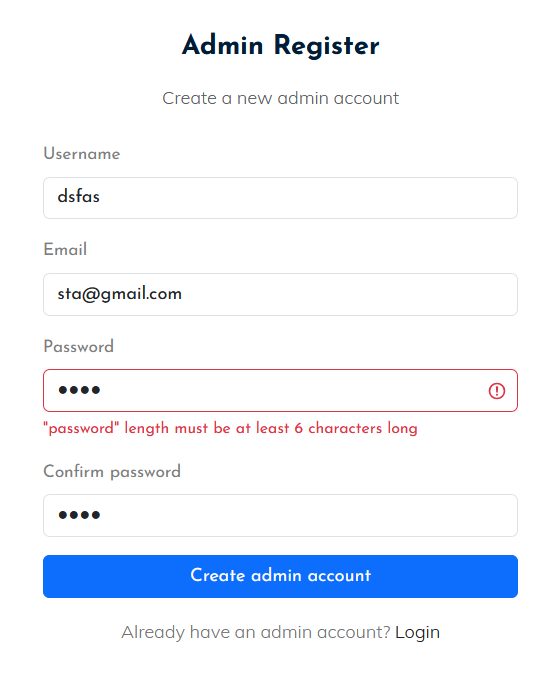 Admin Register
Create a new admin account
Username
dsfas
Email
sta@gmail.com
Password
••••
"password" length must be at least 6 characters long
Confirm password
••••
Create admin account
Already have an admin account? Login